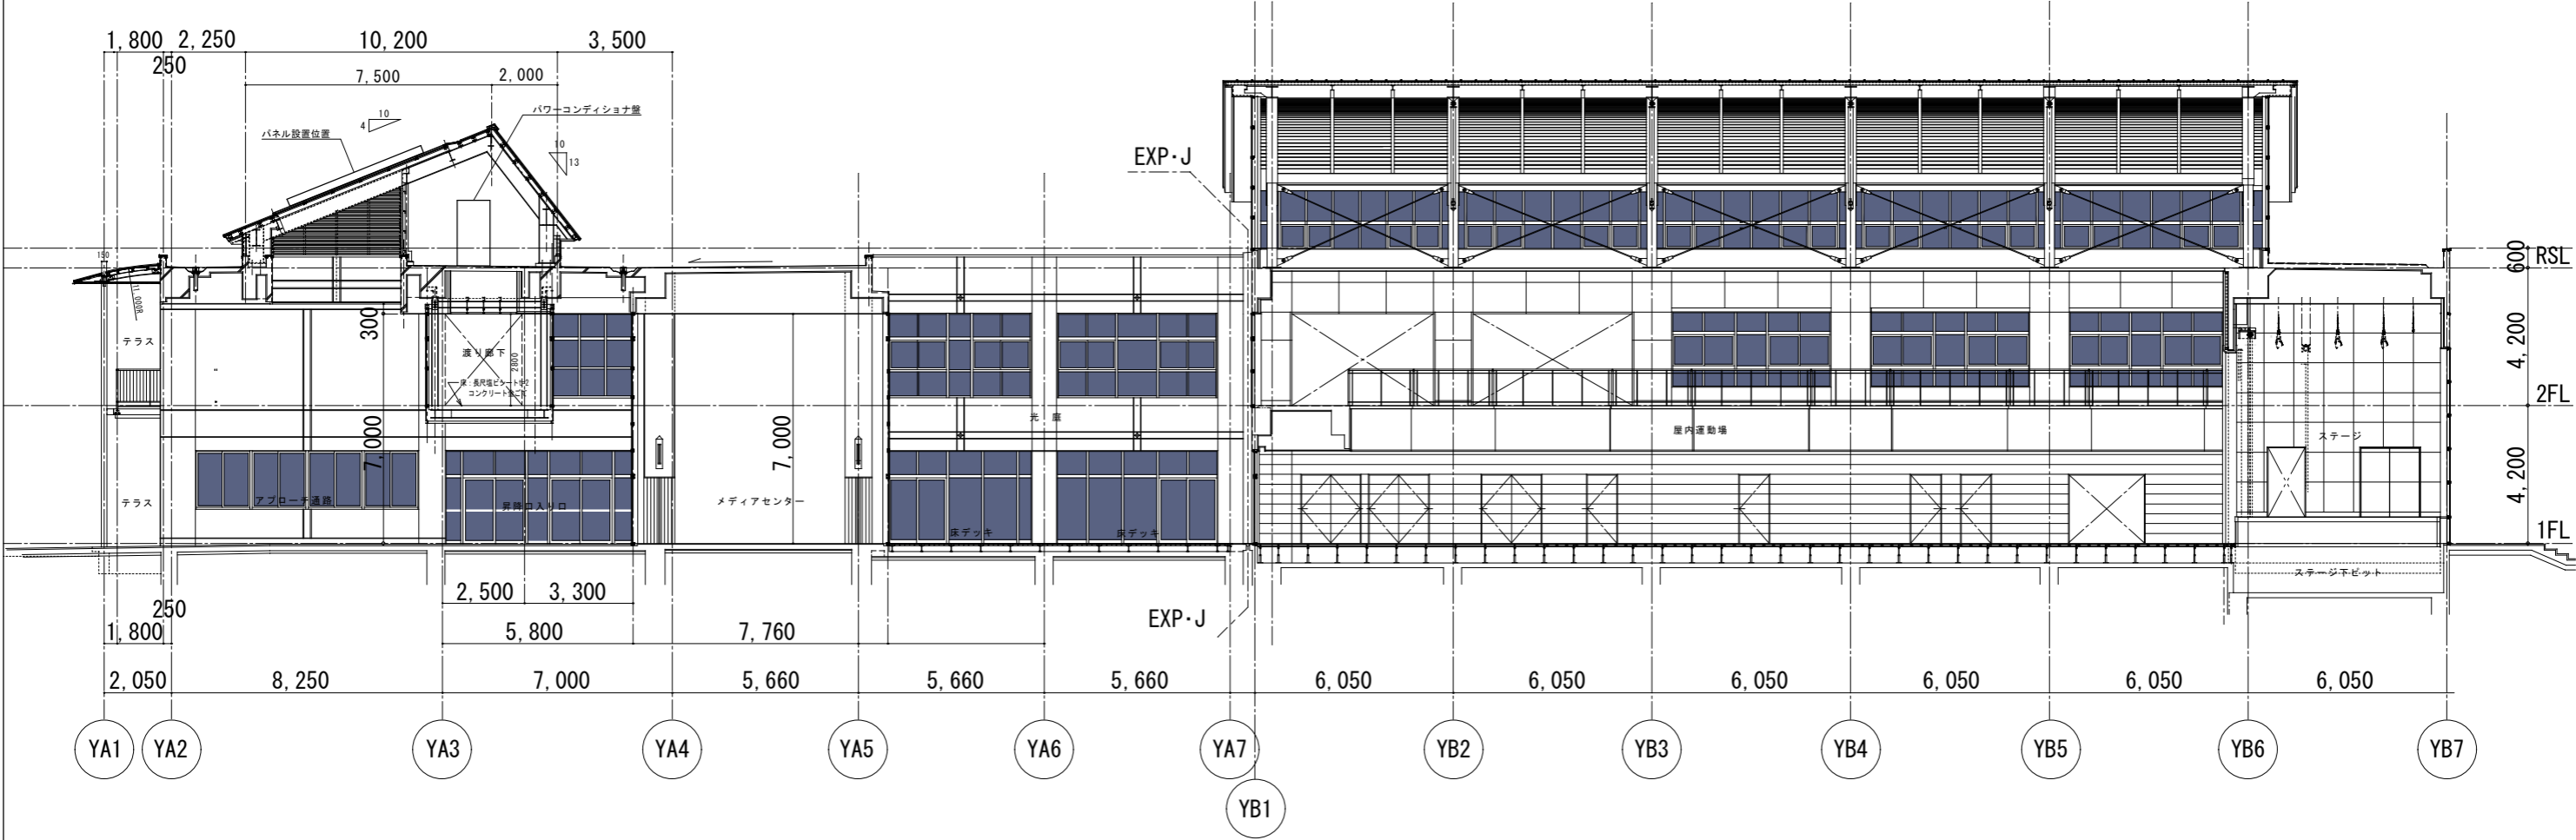 1,800 2,250 10,200 3,500
250
7,500 2,000
10
4
パネル設置位置
パワーコンディショナ盤
10
13
EXP・J
150
11,000R
テラス
300
渡り廊下
2800
7,000
7,000
光 庭
屋内運動場
ステージ
RSL
600
4,200
2FL
4,200
1FL
テラス
アプローチ通路
昇降口入り口
メディアセンター
床デッキ
床デッキ
ステージ下ピット
2,500 3,300
EXP・J
250
1,800 5,800 7,760
2,050 8,250 7,000 5,660 5,660 5,660 6,050 6,050 6,050 6,050 6,050 6,050
YA1 YA2 YA3 YA4 YA5 YA6 YA7 YB2 YB3 YB4 YB5 YB6 YB7
YB1